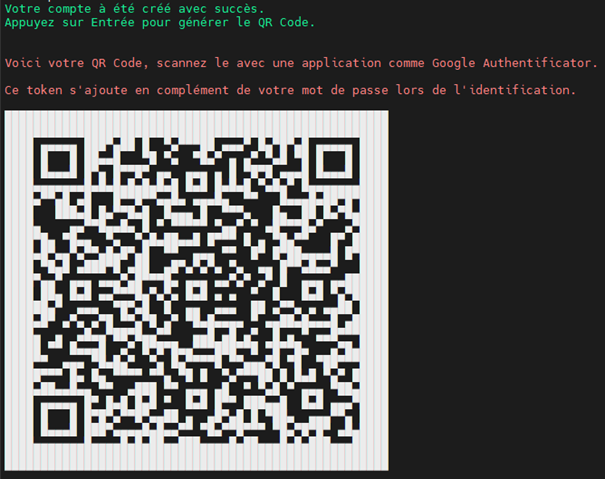 Votre compte à été créé avec succès.
Appuyez sur Entrée pour générer le QR Code.
Voici votre QR Code, scannez le avec une application comme Google Authentificator.
Ce token s'ajoute en complément de votre mot de passe lors de l'identification.